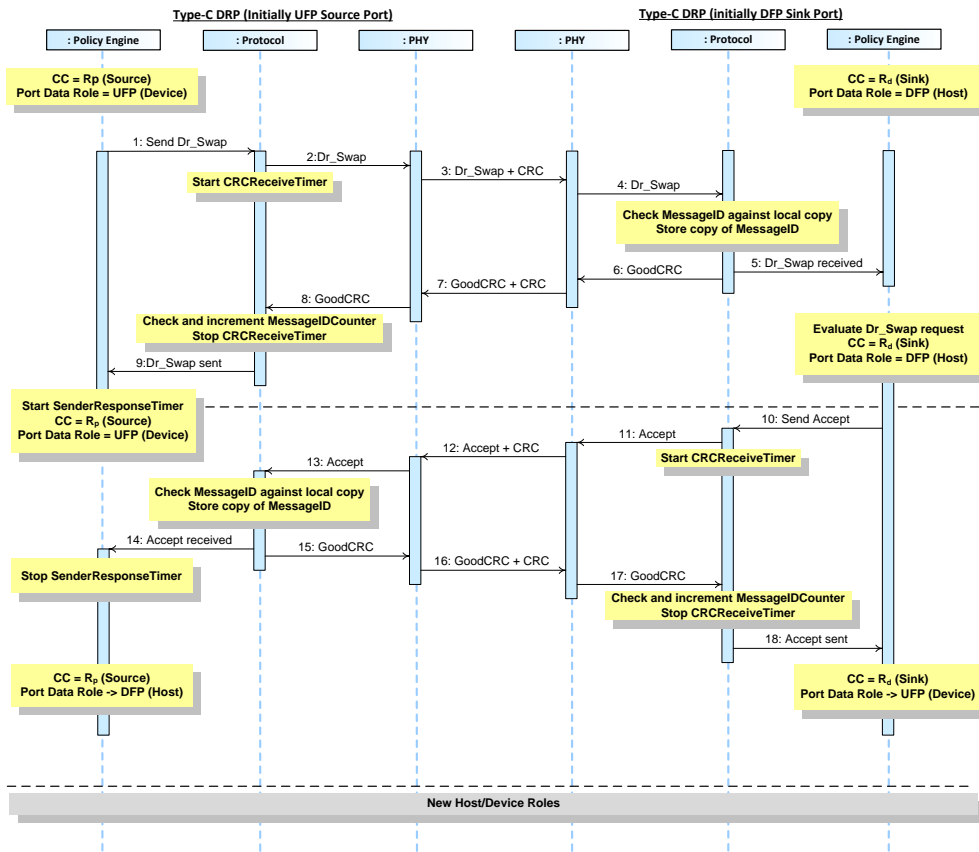 Type-C DRP (Initially UFP Source Port)
Type-C DRP (initially DFP Sink Port)
: Policy Engine
: Protocol
: PHY
: PHY
: Protocol
: Policy Engine
CC = Rp (Source)
Port Data Role = UFP (Device)
CC = Rd (Sink)
Port Data Role = DFP (Host)
1: Send Dr_Swap
2:Dr_Swap
Start CRCReceiveTimer
3: Dr_Swap + CRC
4: Dr_Swap
Check MessageID against local copy
Store copy of MessageID
5: Dr_Swap received
6: GoodCRC
7: GoodCRC + CRC
8: GoodCRC
Check and increment MessageIDCounter
Stop CRCReceiveTimer
Evaluate Dr_Swap request
CC = Rd (Sink)
Port Data Role = DFP (Host)
9:Dr_Swap sent
Start SenderResponseTimer
CC = Rp (Source)
Port Data Role = UFP (Device)
10: Send Accept
11: Accept
Start CRCReceiveTimer
12: Accept + CRC
13: Accept
Check MessageID against local copy
Store copy of MessageID
14: Accept received
15: GoodCRC
Stop SenderResponseTimer
16: GoodCRC + CRC
17: GoodCRC
Check and increment MessageIDCounter
Stop CRCReceiveTimer
18: Accept sent
CC = Rp (Source)
Port Data Role -> DFP (Host)
CC = Rd (Sink)
Port Data Role -> UFP (Device)
New Host/Device Roles